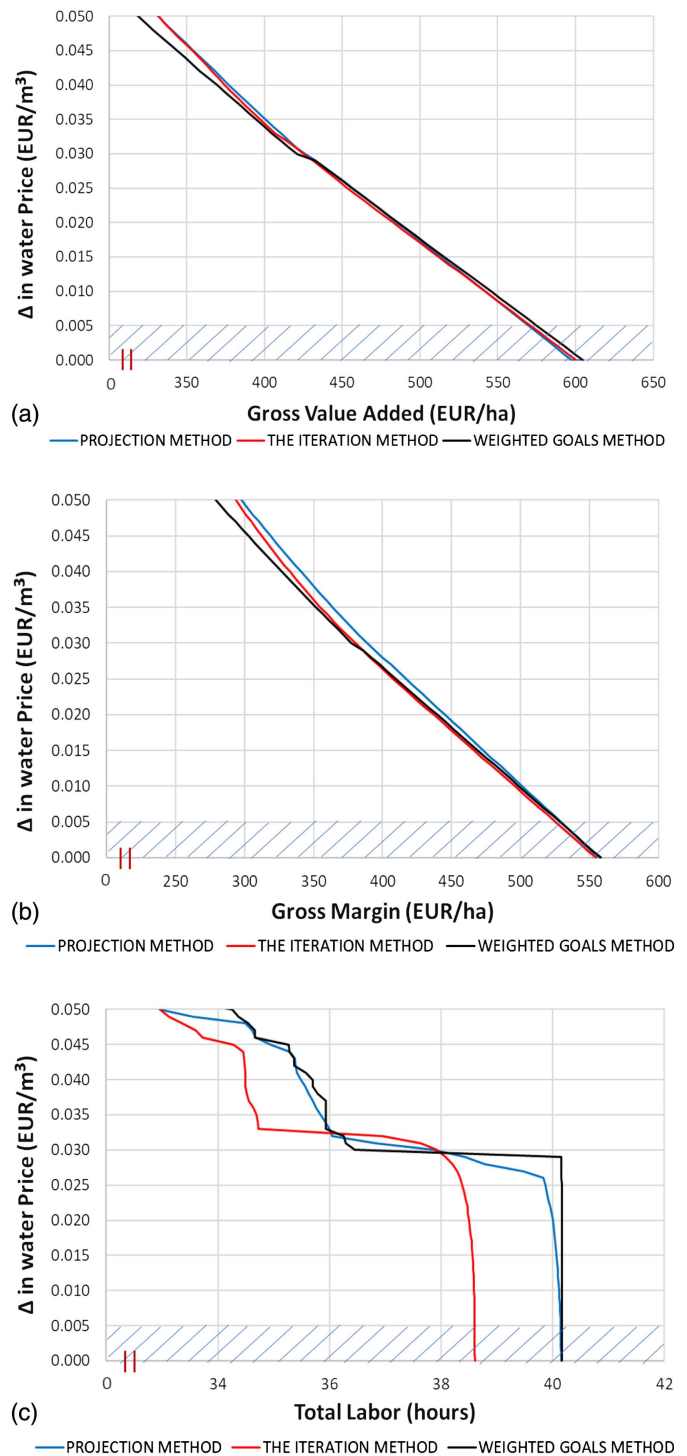 0.050
0.045
0.040
0.035
0.030
0.025
0.020
0.015
0.010
0.005
0.000
Δ in water Price (EUR/m³)
0 350 400 450 500 550 600 650
(a) Gross Value Added (EUR/ha)
PROJECTION METHOD THE ITERATION METHOD WEIGHTED GOALS METHOD
0.050
0.045
0.040
0.035
0.030
0.025
0.020
0.015
0.010
0.005
0.000
Δ in water Price (EUR/m³)
0 250 300 350 400 450 500 550 600
(b) Gross Margin (EUR/ha)
PROJECTION METHOD THE ITERATION METHOD WEIGHTED GOALS METHOD
0.050
0.045
0.040
0.035
0.030
0.025
0.020
0.015
0.010
0.005
0.000
Δ in water Price (EUR/m³)
0 34 36 38 40 42
(c) Total Labor (hours)
PROJECTION METHOD THE ITERATION METHOD WEIGHTED GOALS METHOD